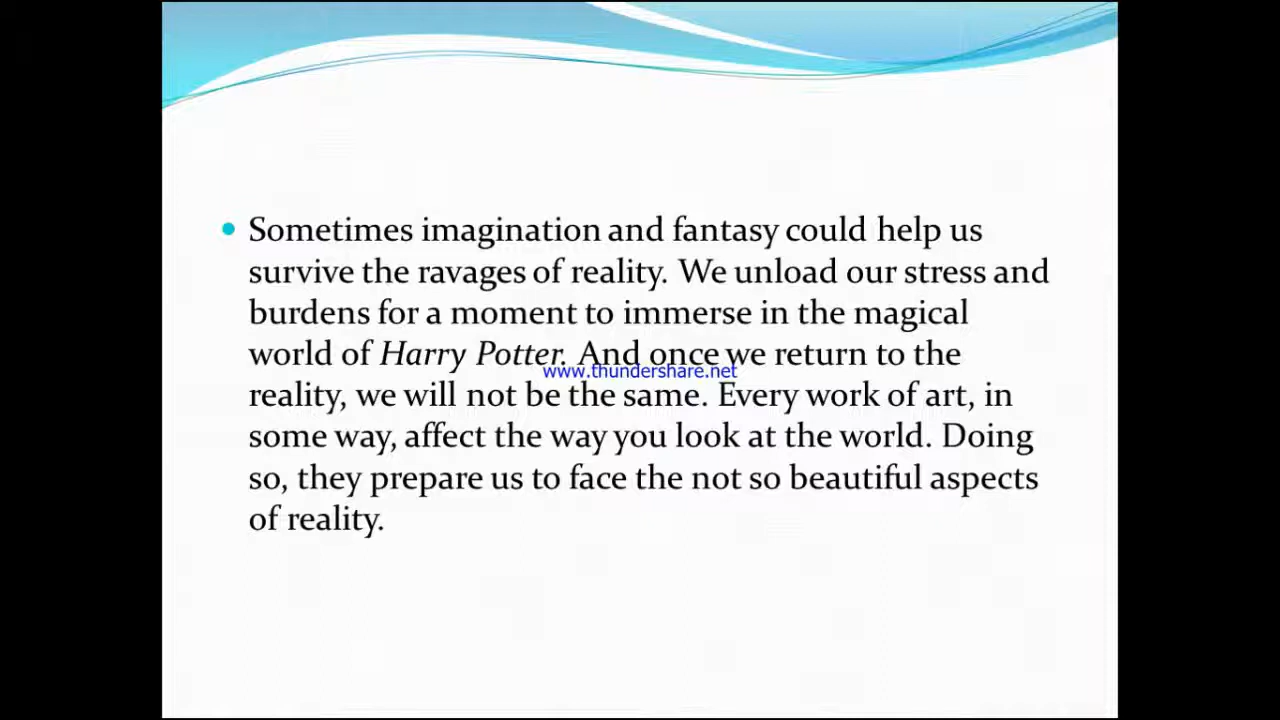 Sometimes imagination and fantasy could help us
survive the ravages of reality. We unload our stress and
burdens for a moment to immerse in the magical
world of Harry Potter. And once we return to the
www.thundershare.net
reality, we will not be the same. Every work of art, in
some way, affect the way you look at the world. Doing
so, they prepare us to face the not so beautiful aspects
of reality.